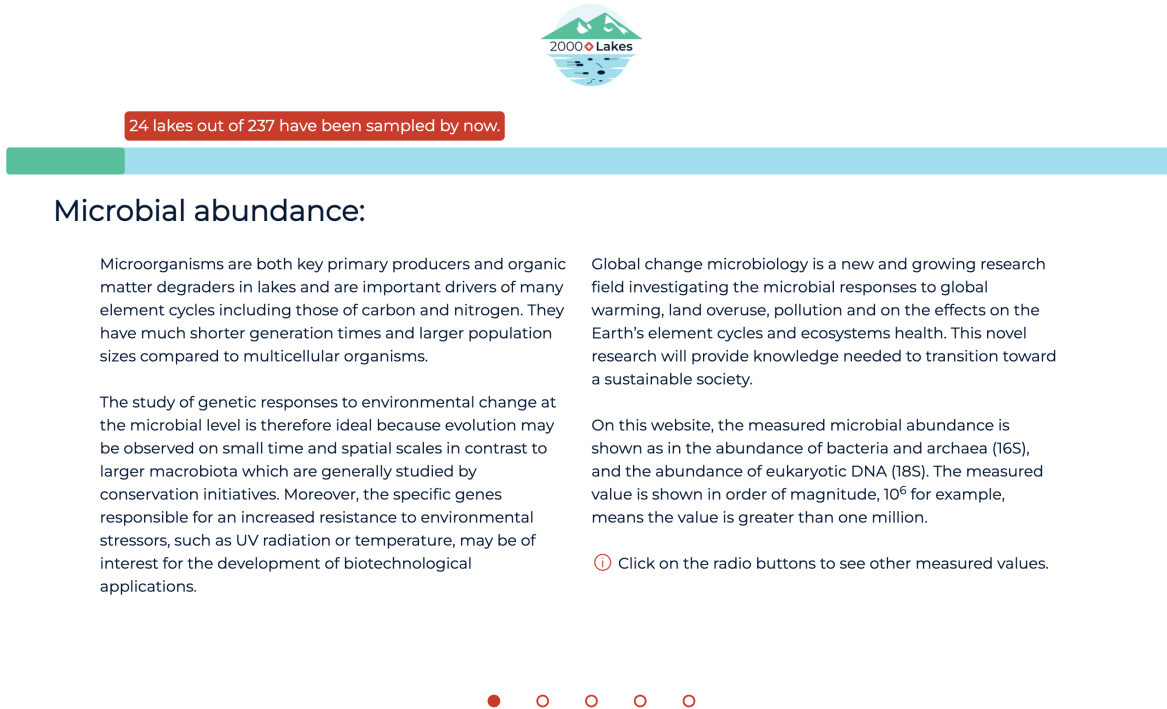 2000 Lakes
24 lakes out of 237 have been sampled by now.
Microbial abundance:
Microorganisms are both key primary producers and organic
matter degraders in lakes and are important drivers of many
element cycles including those of carbon and nitrogen. They
have much shorter generation times and larger population
sizes compared to multicellular organisms.
The study of genetic responses to environmental change at
the microbial level is therefore ideal because evolution may
be observed on small time and spatial scales in contrast to
larger macrobiota which are generally studied by
conservation initiatives. Moreover, the specific genes
responsible for an increased resistance to environmental
stressors, such as UV radiation or temperature, may be of
interest for the development of biotechnological
applications.
Global change microbiology is a new and growing research
field investigating the microbial responses to global
warming, land overuse, pollution and on the effects on the
Earth’s element cycles and ecosystems health. This novel
research will provide knowledge needed to transition toward
a sustainable society.
On this website, the measured microbial abundance is
shown as in the abundance of bacteria and archaea (16S),
and the abundance of eukaryotic DNA (18S). The measured
value is shown in order of magnitude, 10⁶ for example,
means the value is greater than one million.
Click on the radio buttons to see other measured values.